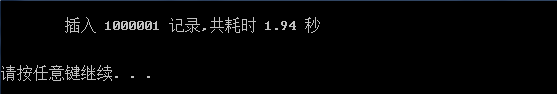 插入 1000001 记录,共耗时 1.94 秒
请按任意键继续. . .